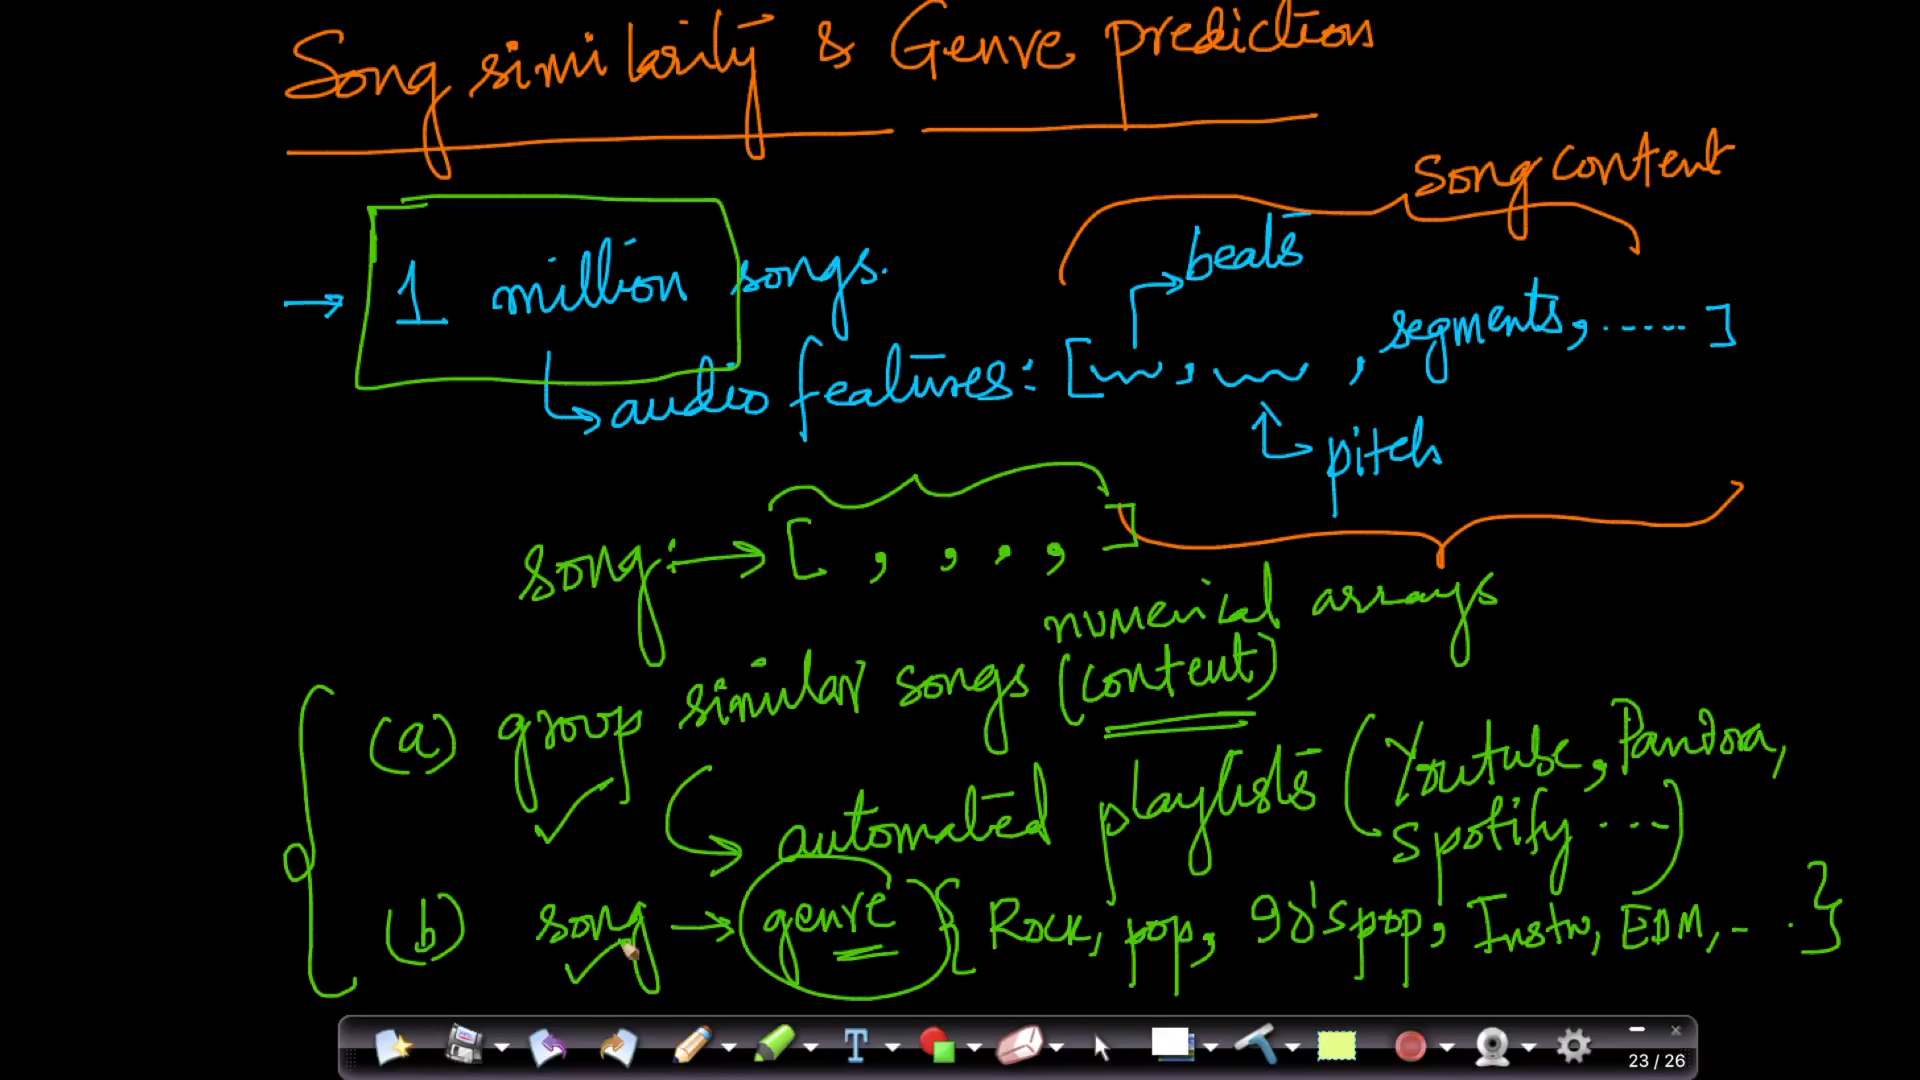 Song similarity & Genre prediction
song content
→ 1 million songs.
beats
↳ audio features: [ , , segments, ..... ]
pitch
song: → [ , , . , ]
numerical arrays
(a) group similar songs (content)
automated playlists (Youtube, Pandora,
Spotify ...)
(b) song → genre { Rock, pop, 90's pop, Instr, EDM, - . }
T
23 / 26